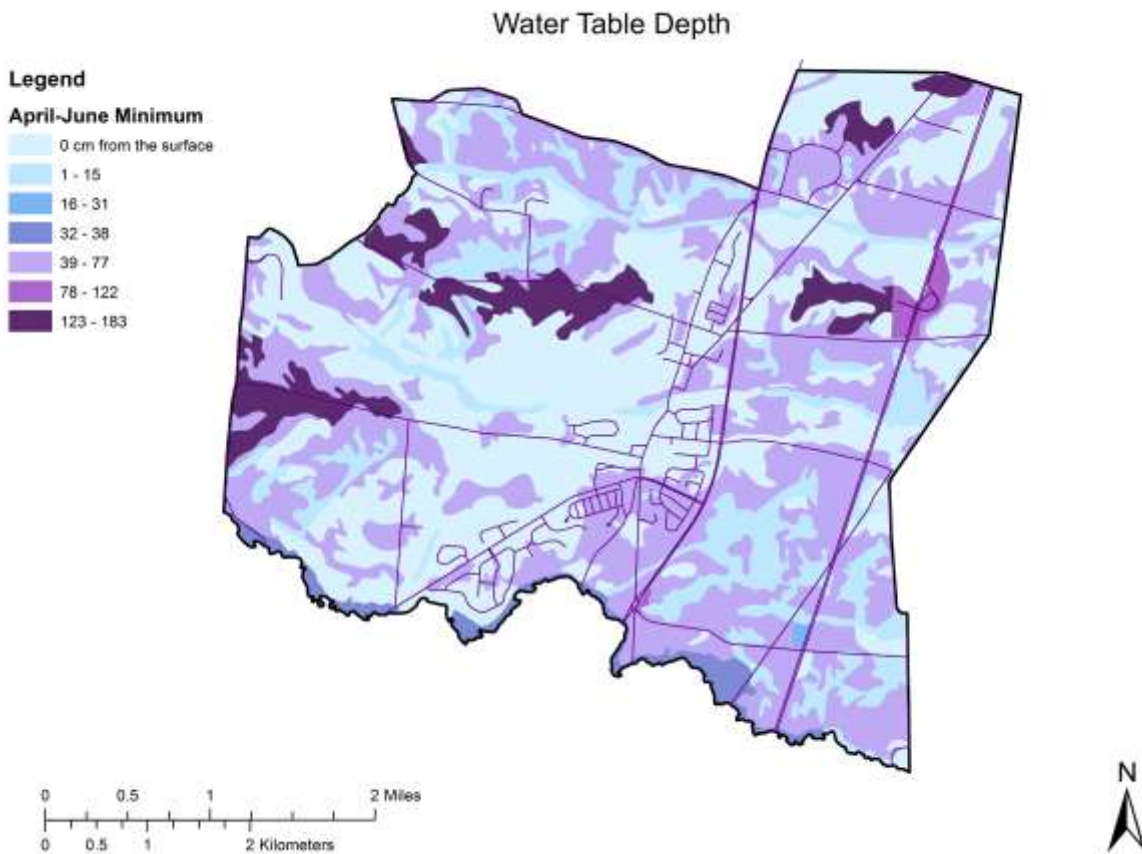 Water Table Depth
Legend
April-June Minimum
0 cm from the surface
1 - 15
16 - 31
32 - 38
39 - 77
78 - 122
123 - 183
0 0.5 1 2 Miles
0 0.5 1 2 Kilometers
N